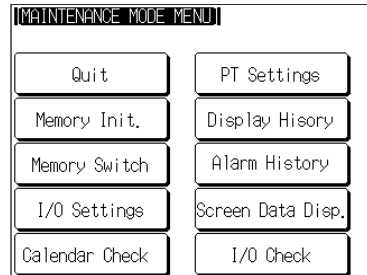 [MAINTENANCE MODE MENU]
Quit
PT Settings
Memory Init.
Display Hisory
Memory Switch
Alarm History
I/O Settings
Screen Data Disp.
Calendar Check
I/O Check